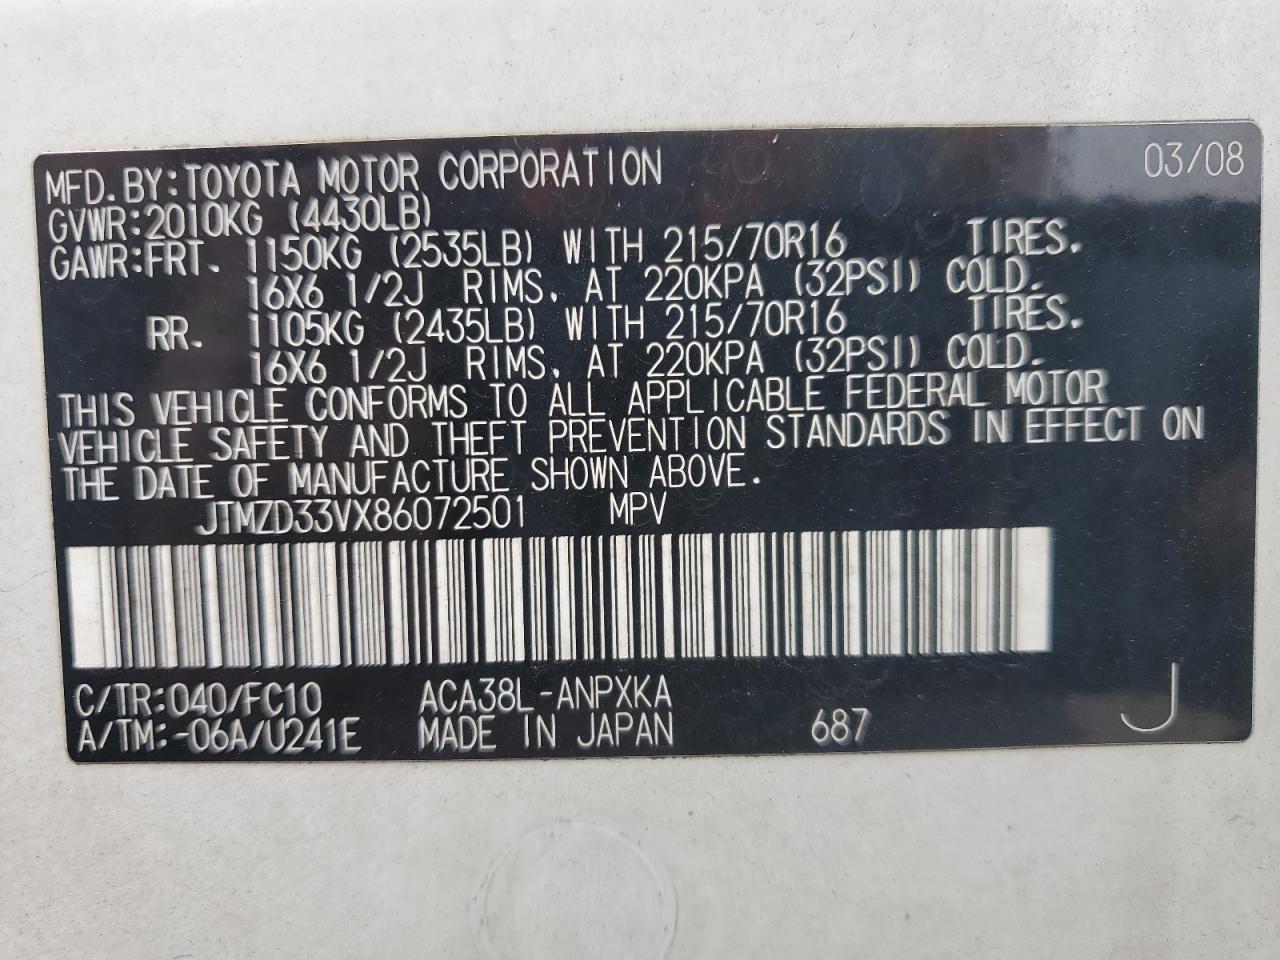 MFD. BY:TOYOTA MOTOR CORPORATION 03/08
GVWR:2010KG (4430LB)
GAWR:FRT. 1150KG (2535LB) WITH 215/70R16 TIRES.
16X6 1/2J RIMS, AT 220KPA (32PSI) COLD.
RR. 1105KG (2435LB) WITH 215/70R16 TIRES.
16X6 1/2J RIMS, AT 220KPA (32PSI) COLD.
THIS VEHICLE CONFORMS TO ALL APPLICABLE FEDERAL MOTOR
VEHICLE SAFETY AND THEFT PREVENTION STANDARDS IN EFFECT ON
THE DATE OF MANUFACTURE SHOWN ABOVE.
JTMZD33VX86072501 MPV
C/TR:040/FC10 ACA38L-ANPXKA
A/TM:-06A/U241E MADE IN JAPAN 687 J